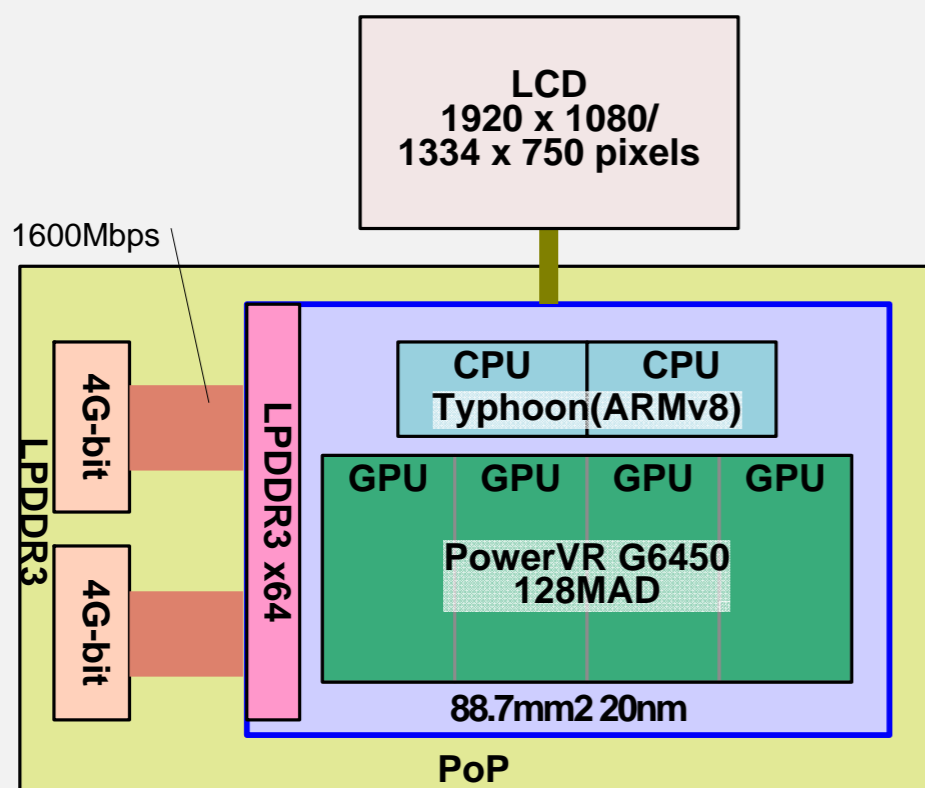 LCD
1920 x 1080/
1334 x 750 pixels
1600Mbps
LPDDR3
4G-bit
4G-bit
LPDDR3 x64
CPU
CPU
Typhoon(ARMv8)
GPU
GPU
GPU
GPU
PowerVR G6450
128MAD
88.7mm2 20nm
PoP